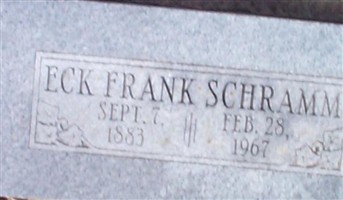 ECK FRANK SCHRAMM
SEPT. 7, FEB. 28,
1883 1967